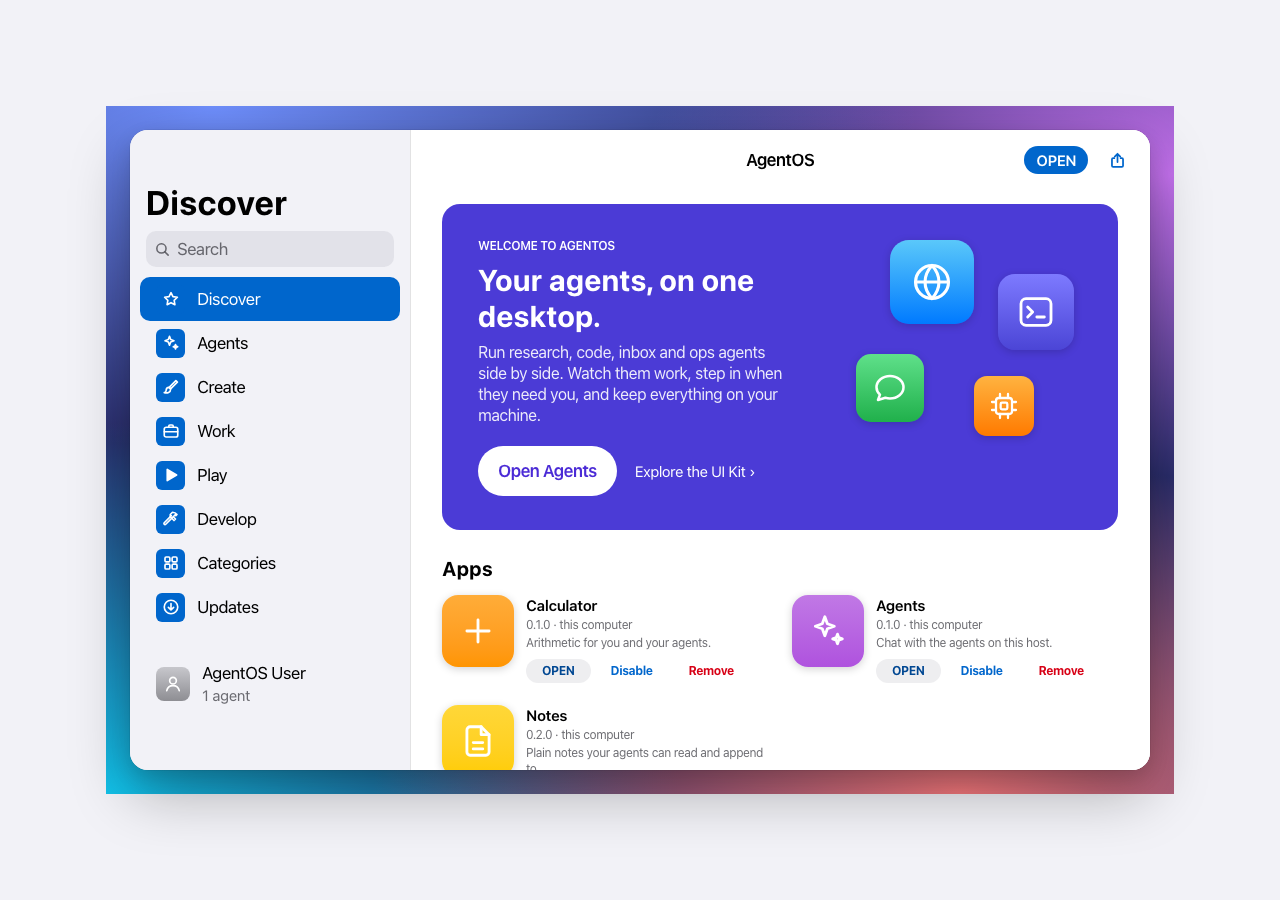 Discover
Search
Discover
Agents
Create
Work
Play
Develop
Categories
Updates
AgentOS User
1 agent
AgentOS
OPEN
WELCOME TO AGENTOS
Your agents, on one
desktop.
Run research, code, inbox and ops agents
side by side. Watch them work, step in when
they need you, and keep everything on your
machine.
Open Agents
Explore the UI Kit ›
Apps
Calculator
0.1.0 · this computer
Arithmetic for you and your agents.
OPEN Disable Remove
Agents
0.1.0 · this computer
Chat with the agents on this host.
OPEN Disable Remove
Notes
0.2.0 · this computer
Plain notes your agents can read and append
to